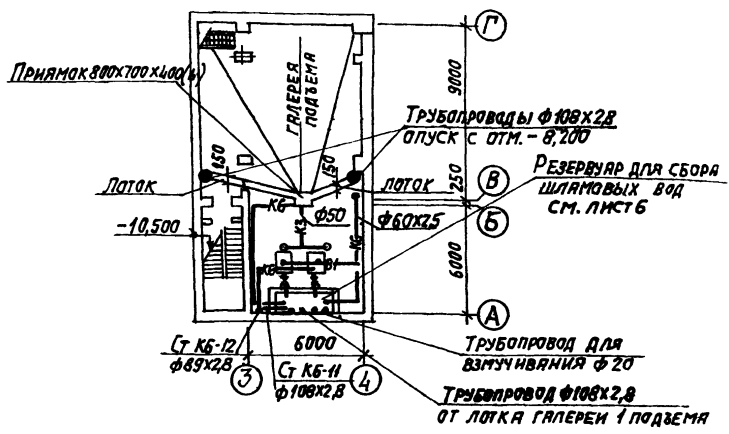 Г
ПРИЯМОК 800х700х400(h)
ГАЛЕРЕЯ
ПОДЪЕМА
9000
ТРУБОПРОВОДЫ ф108х2,8
ОПУСК С ОТМ. - 8,200
150
150
РЕЗЕРВУАР ДЛЯ СБОРА
ШЛАМОВЫХ ВОД
СМ. ЛИСТ 6
ЛОТОК
ЛОТОК
250
В
К6
ф50
К3
ф60х2,5
Б
-10,500
К6
6000
К6
В1
А
Ст К6-12
ф89х2,8
6000
ТРУБОПРОВОД ДЛЯ
ВЗМУЧИВАНИЯ ф20
3
Ст К6-11
ф108х2,8
4
ТРУБОПРОВОД ф108х2,8
ОТ ЛОТКА ГАЛЕРЕИ 1 ПОДЪЕМА